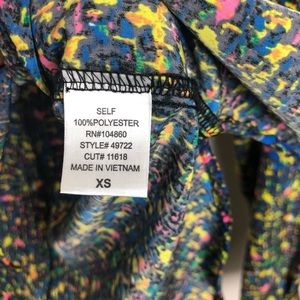 SELF
100%POLYESTER
RN#104860
STYLE# 49722
CUT# 11618
MADE IN VIETNAM
XS